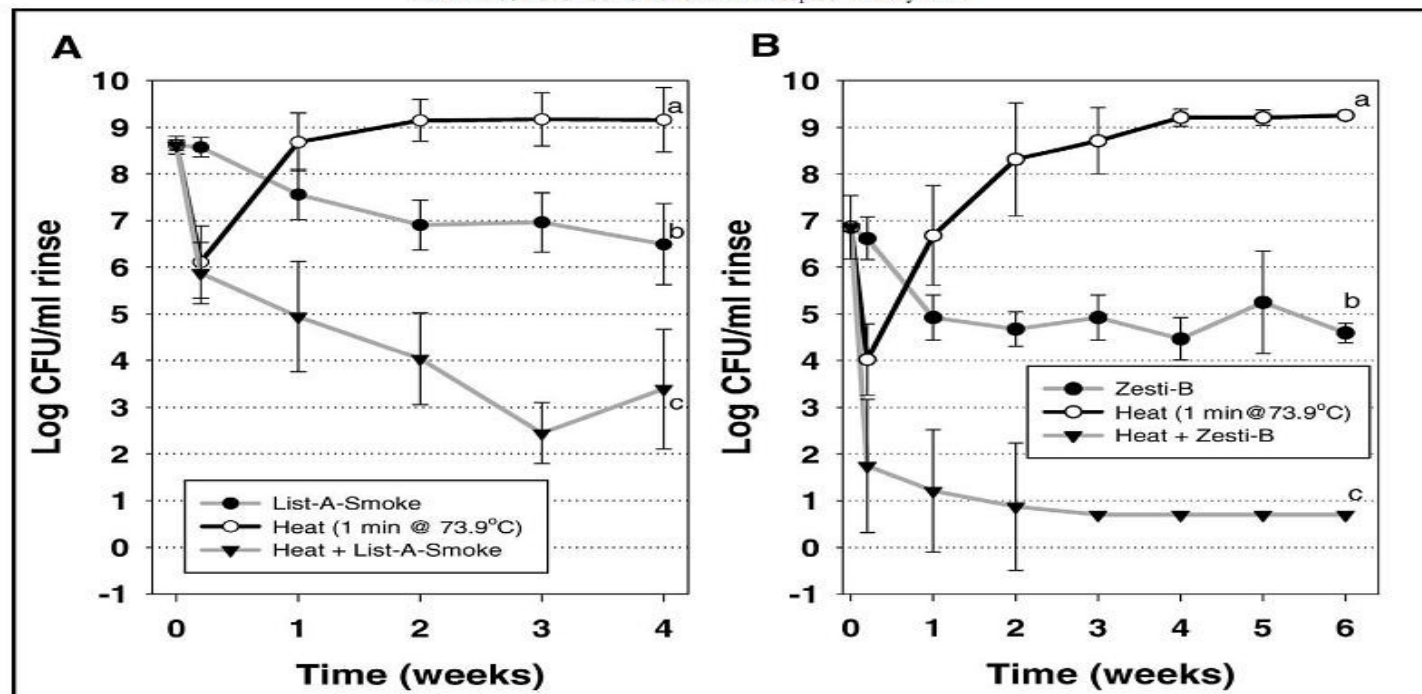 A
B
10
9
8
7
6
5
4
3
2
1
0
-1
Log CFU/ml rinse
a
b
c
List-A-Smoke
Heat (1 min @ 73.9°C)
Heat + List-A-Smoke
0 1 2 3 4
Time (weeks)
10
9
8
7
6
5
4
3
2
1
0
-1
Log CFU/ml rinse
a
b
c
Zesti-B
Heat (1 min@73.9°C)
Heat + Zesti-B
0 1 2 3 4 5 6
Time (weeks)